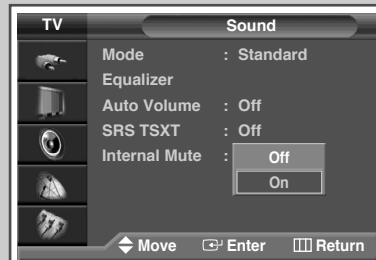 TV Sound
Mode : Standard
Equalizer
Auto Volume : Off
SRS TSXT : Off
Internal Mute : Off
On
Move Enter Return